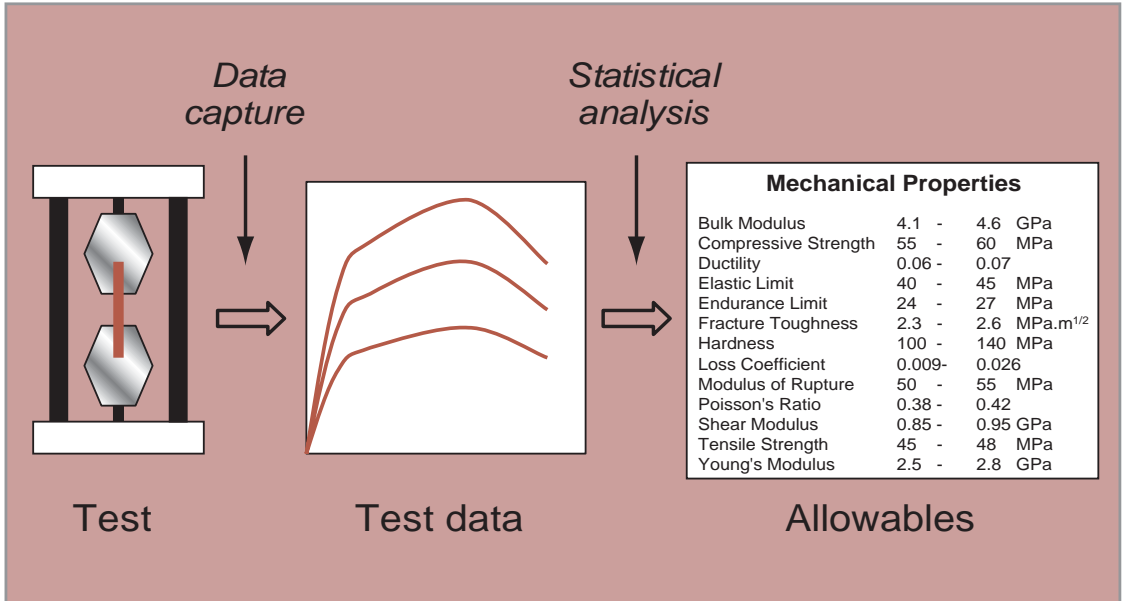 Data
capture
Statistical
analysis
Mechanical Properties
Bulk Modulus 4.1 - 4.6 GPa
Compressive Strength 55 - 60 MPa
Ductility 0.06 - 0.07
Elastic Limit 40 - 45 MPa
Endurance Limit 24 - 27 MPa
Fracture Toughness 2.3 - 2.6 MPa.m1/2
Hardness 100 - 140 MPa
Loss Coefficient 0.009- 0.026
Modulus of Rupture 50 - 55 MPa
Poisson's Ratio 0.38 - 0.42
Shear Modulus 0.85 - 0.95 GPa
Tensile Strength 45 - 48 MPa
Young's Modulus 2.5 - 2.8 GPa
Test
Test data
Allowables